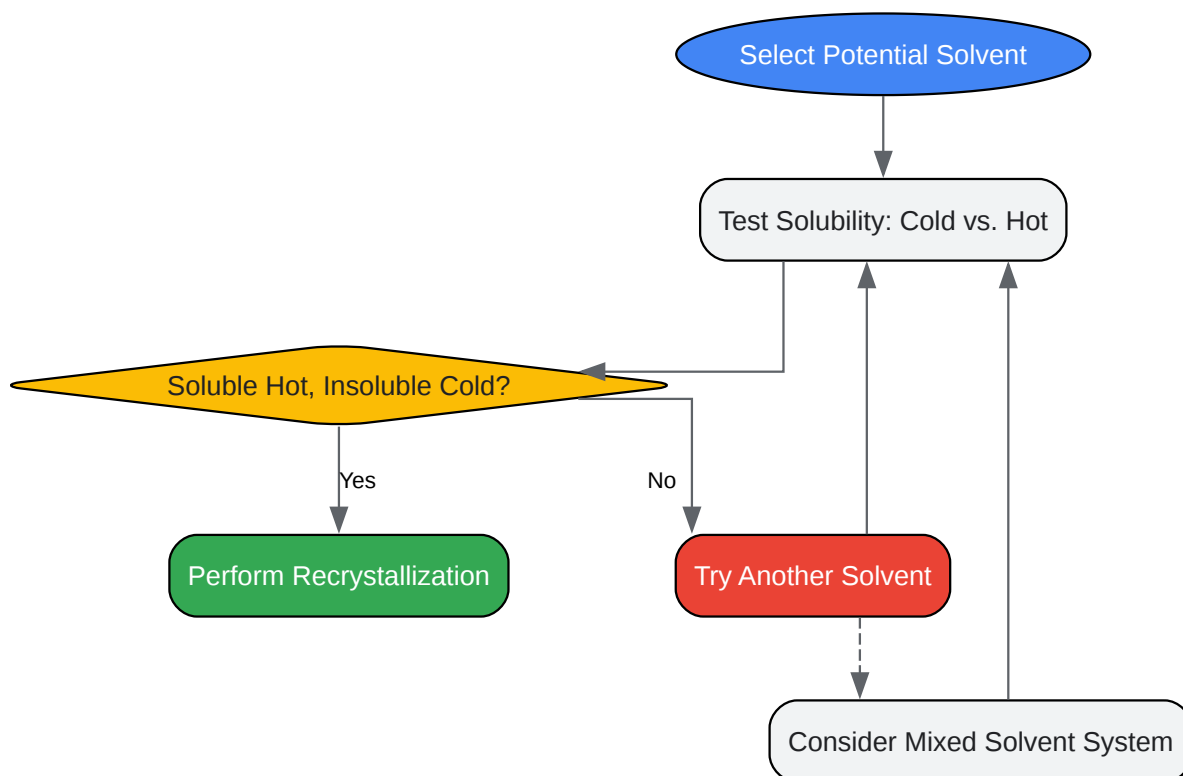 Select Potential Solvent
Test Solubility: Cold vs. Hot
Soluble Hot, Insoluble Cold?
Yes
No
Perform Recrystallization
Try Another Solvent
Consider Mixed Solvent System